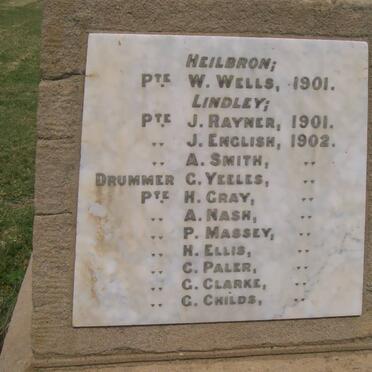 HEILBRON;
PTE W. WELLS, 1901.
LINDLEY;
PTE J. RAYNER, 1901.
,, J. ENGLISH, 1902.
,, A. SMITH, ,,
DRUMMER C. YEELES, ,,
PTE H. GRAY, ,,
,, A. NASH, ,,
,, P. MASSEY, ,,
,, H. ELLIS, ,,
,, C. PALER, ,,
,, G. CLARKE, ,,
,, G. CHILDS, ,,